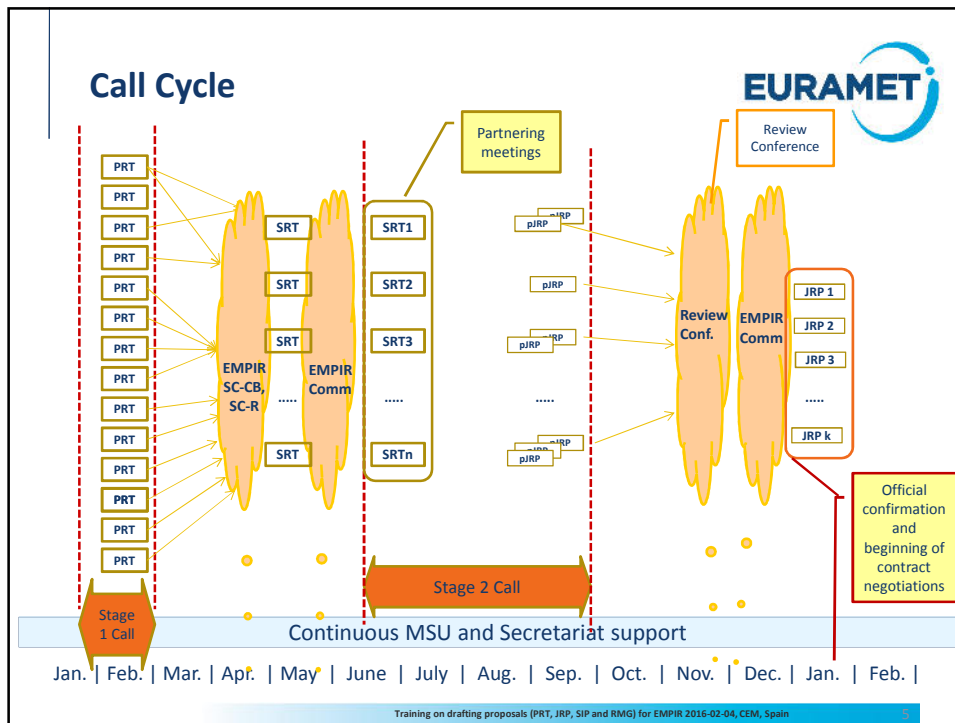 Call Cycle
EURAMET
Partnering
meetings
Review
Conference
PRT
PRT
PRT
PRT
PRT
PRT
PRT
PRT
PRT
PRT
PRT
PRT
PRT
PRT
EMPIR
SC-CB,
SC-R
SRT
SRT
SRT
.....
SRT
EMPIR
Comm
SRT1
SRT2
SRT3
.....
SRTn
pJRP
pJRP
pJRP
pJRP
pJRP
.....
pJRP
pJRP
Review
Conf.
EMPIR
Comm
JRP 1
JRP 2
JRP 3
.....
JRP k
Official
confirmation
and
beginning of
contract
negotiations
Stage
1 Call
Stage 2 Call
Continuous MSU and Secretariat support
Jan. | Feb. | Mar. | Apr. | May | June | July | Aug. | Sep. | Oct. | Nov. | Dec. | Jan. | Feb. |
Training on drafting proposals (PRT, JRP, SIP and RMG) for EMPIR 2016-02-04, CEM, Spain
5